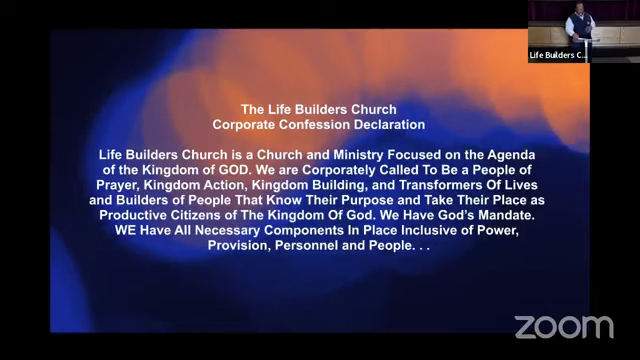 Life Builders C...
The Life Builders Church
Corporate Confession Declaration
Life Builders Church is a Church and Ministry Focused on the Agenda
of the Kingdom of GOD. We are Corporately Called To Be a People of
Prayer, Kingdom Action, Kingdom Building, and Transformers Of Lives
and Builders of People That Know Their Purpose and Take Their Place as
Productive Citizens of The Kingdom Of God. We Have God's Mandate.
WE Have All Necessary Components In Place Inclusive of Power,
Provision, Personnel and People. . .
zoom